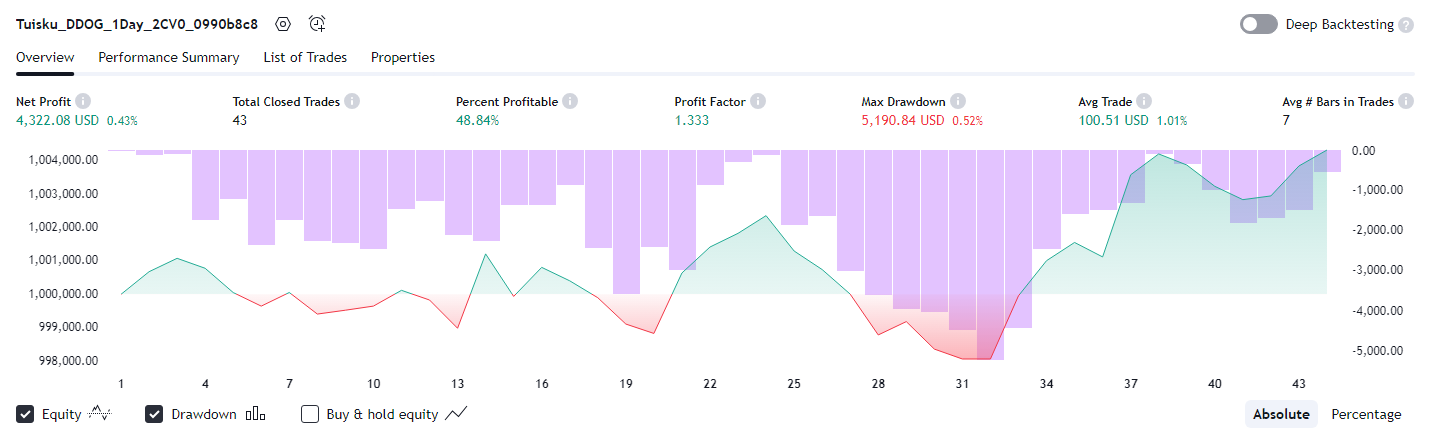 Tuisku_DDOG_1Day_2CV0_0990b8c8
Deep Backtesting ?
Overview Performance Summary List of Trades Properties
Net Profit Total Closed Trades Percent Profitable Profit Factor Max Drawdown Avg Trade Avg # Bars in Trades
4,322.08 USD 0.43% 43 48.84% 1.333 5,190.84 USD 0.52% 100.51 USD 1.01% 7
1,004,000.00 0.00
1,003,000.00 -1,000.00
1,002,000.00 -2,000.00
1,001,000.00 -3,000.00
1,000,000.00 -4,000.00
999,000.00 -5,000.00
998,000.00
1 4 7 10 13 16 19 22 25 28 31 34 37 40 43
Equity Drawdown Buy & hold equity Absolute Percentage